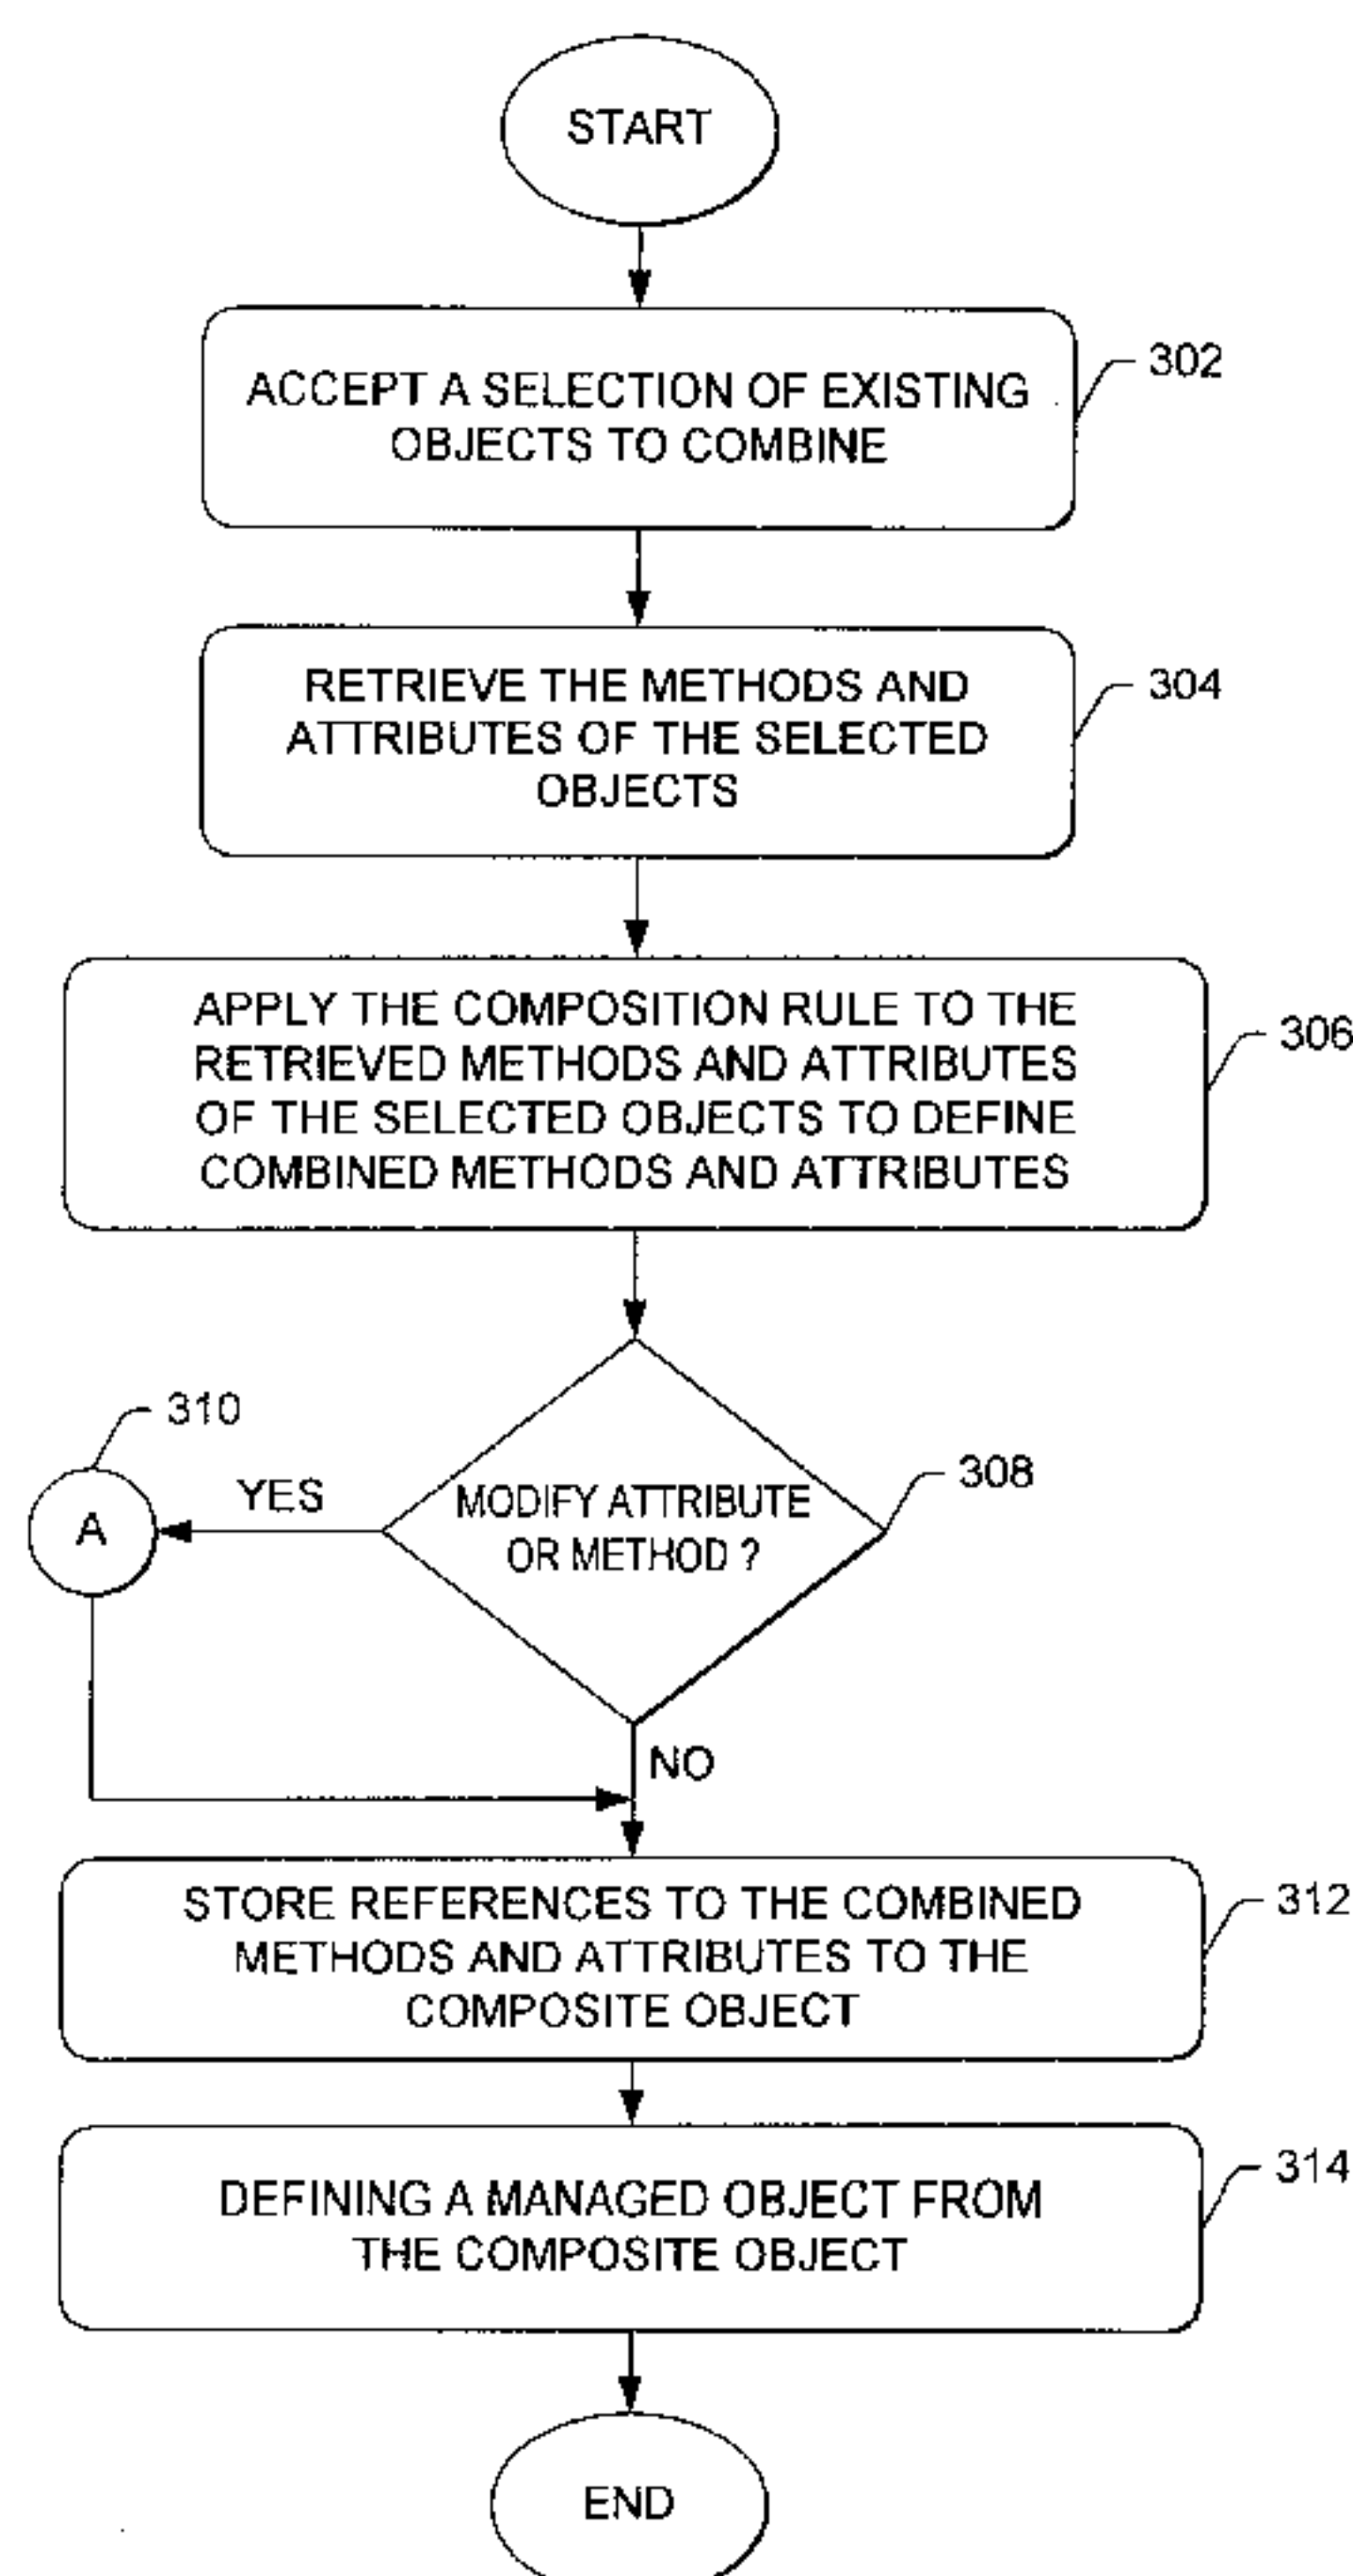 START
ACCEPT A SELECTION OF EXISTING
OBJECTS TO COMBINE
302
RETRIEVE THE METHODS AND
ATTRIBUTES OF THE SELECTED
OBJECTS
304
APPLY THE COMPOSITION RULE TO THE
RETRIEVED METHODS AND ATTRIBUTES
OF THE SELECTED OBJECTS TO DEFINE
COMBINED METHODS AND ATTRIBUTES
306
310
A
YES
MODIFY ATTRIBUTE
OR METHOD ?
308
NO
STORE REFERENCES TO THE COMBINED
METHODS AND ATTRIBUTES TO THE
COMPOSITE OBJECT
312
DEFINING A MANAGED OBJECT FROM
THE COMPOSITE OBJECT
314
END